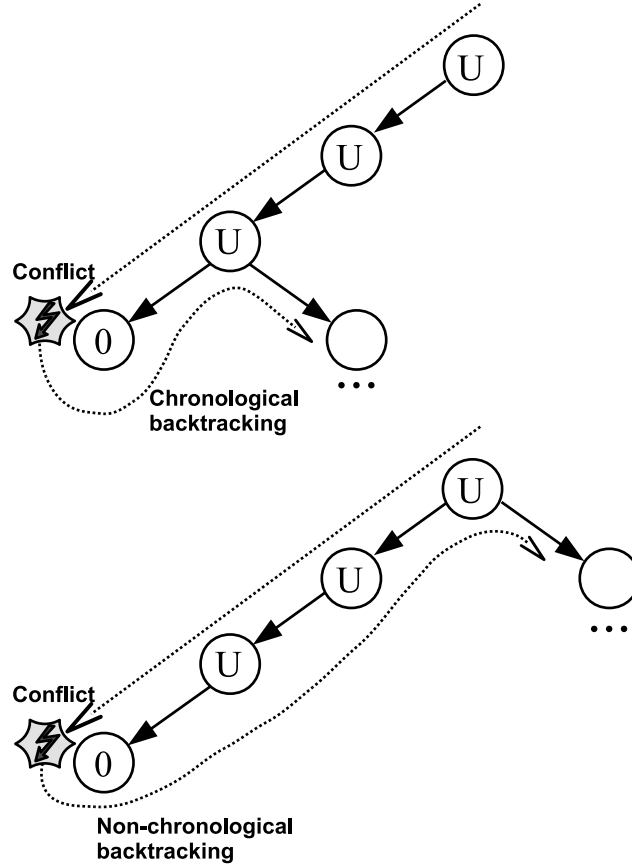 U
U
U
Conflict
0
Chronological
backtracking
...
U
U
U
Conflict
0
...
Non-chronological
backtracking